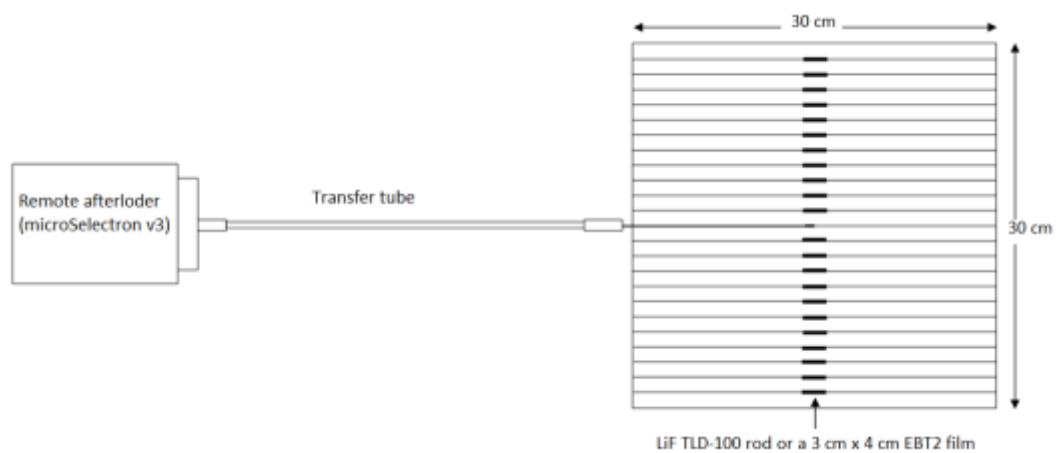 30 cm
Remote afterloder
(microSelectron v3)
Transfer tube
30 cm
LiF TLD-100 rod or a 3 cm x 4 cm EBT2 film